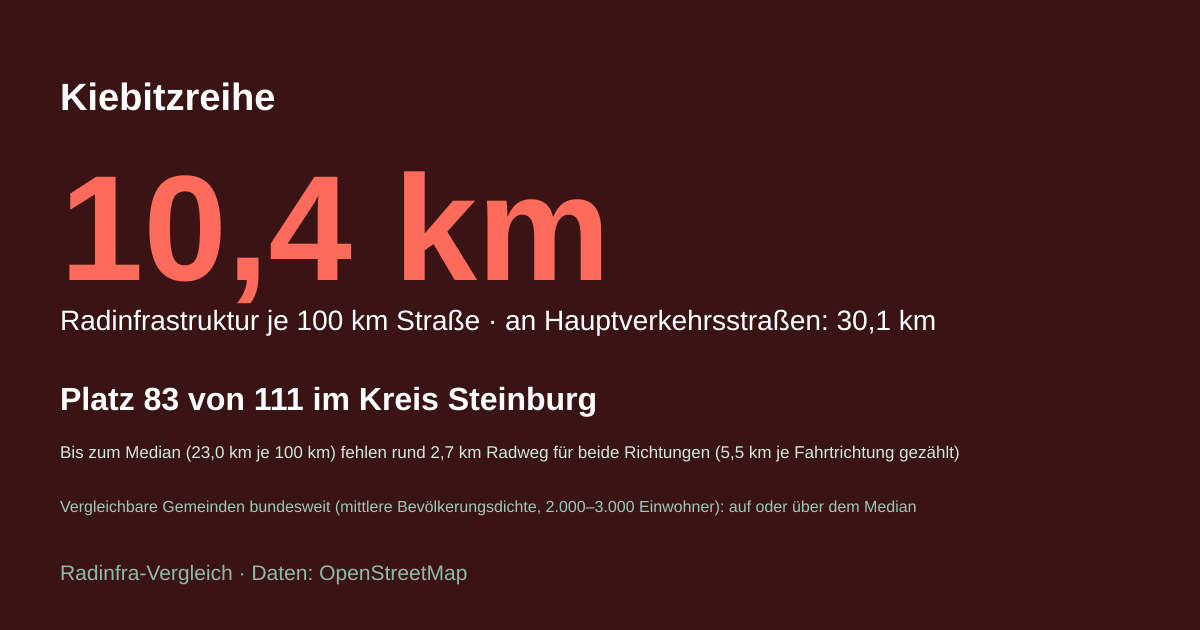 Kiebitzreihe
10,4 km
Radinfrastruktur je 100 km Straße · an Hauptverkehrsstraßen: 30,1 km
Platz 83 von 111 im Kreis Steinburg
Bis zum Median (23,0 km je 100 km) fehlen rund 2,7 km Radweg für beide Richtungen (5,5 km je Fahrtrichtung gezählt)
Vergleichbare Gemeinden bundesweit (mittlere Bevölkerungsdichte, 2.000–3.000 Einwohner): auf oder über dem Median
Radinfra-Vergleich · Daten: OpenStreetMap